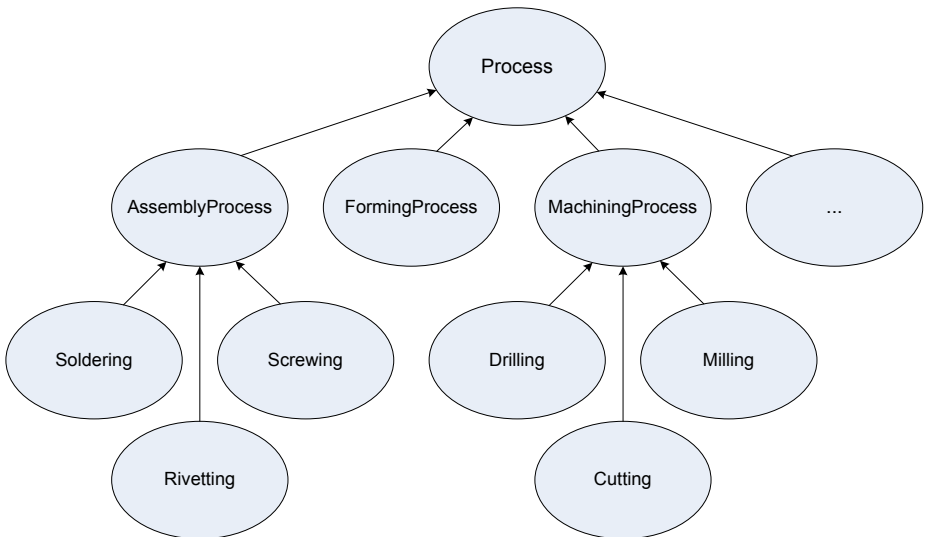 Process
AssemblyProcess
FormingProcess
MachiningProcess
...
Soldering
Screwing
Drilling
Milling
Rivetting
Cutting